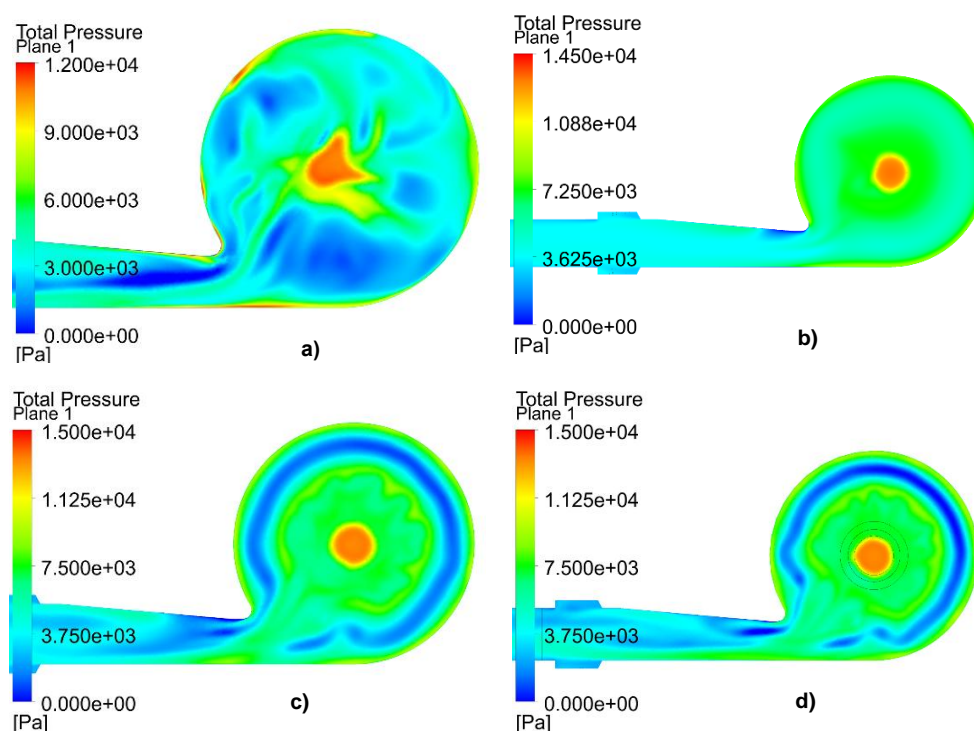 Total Pressure
Plane 1
1.200e+04
9.000e+03
6.000e+03
3.000e+03
0.000e+00
[Pa]
a)
Total Pressure
Plane 1
1.450e+04
1.088e+04
7.250e+03
3.625e+03
0.000e+00
[Pa]
b)
Total Pressure
Plane 1
1.500e+04
1.125e+04
7.500e+03
3.750e+03
0.000e+00
[Pa]
c)
Total Pressure
Plane 1
1.500e+04
1.125e+04
7.500e+03
3.750e+03
0.000e+00
[Pa]
d)